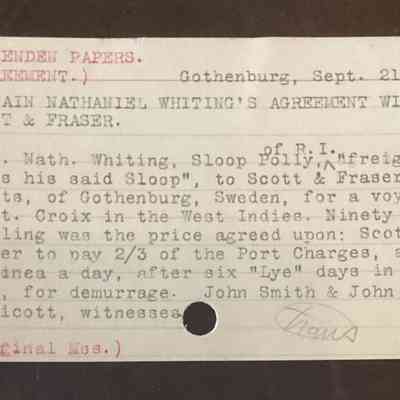 ENDEN PAPERS.
REEMENT.) Gothenburg, Sept. 21
AIN NATHANIEL WHITING'S AGREEMENT WI
T & FRASER.
of R.I.
. Nath. Whiting, Sloop Polly, "freig
s his said Sloop", to Scott & Fraser
ts, of Gothenburg, Sweden, for a voy
t. Croix in the West Indies. Ninety
ling was the price agreed upon: Scot
er to pay 2/3 of the Port Charges, a
inea a day, after six "Lye" days in
, for demurrage. John Smith & John
icott, witnesses
ginal Mss.)